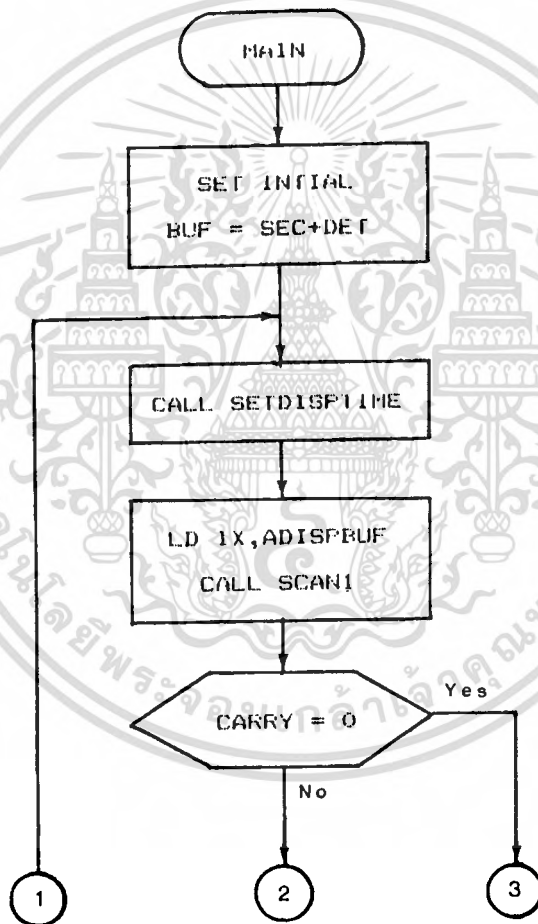 MAIN
SET INTIAL
BUF = SEC+DET
CALL SETDISPTIME
LD IX,ADISPBUF
CALL SCAN1
CARRY = 0
Yes
No
1
2
3